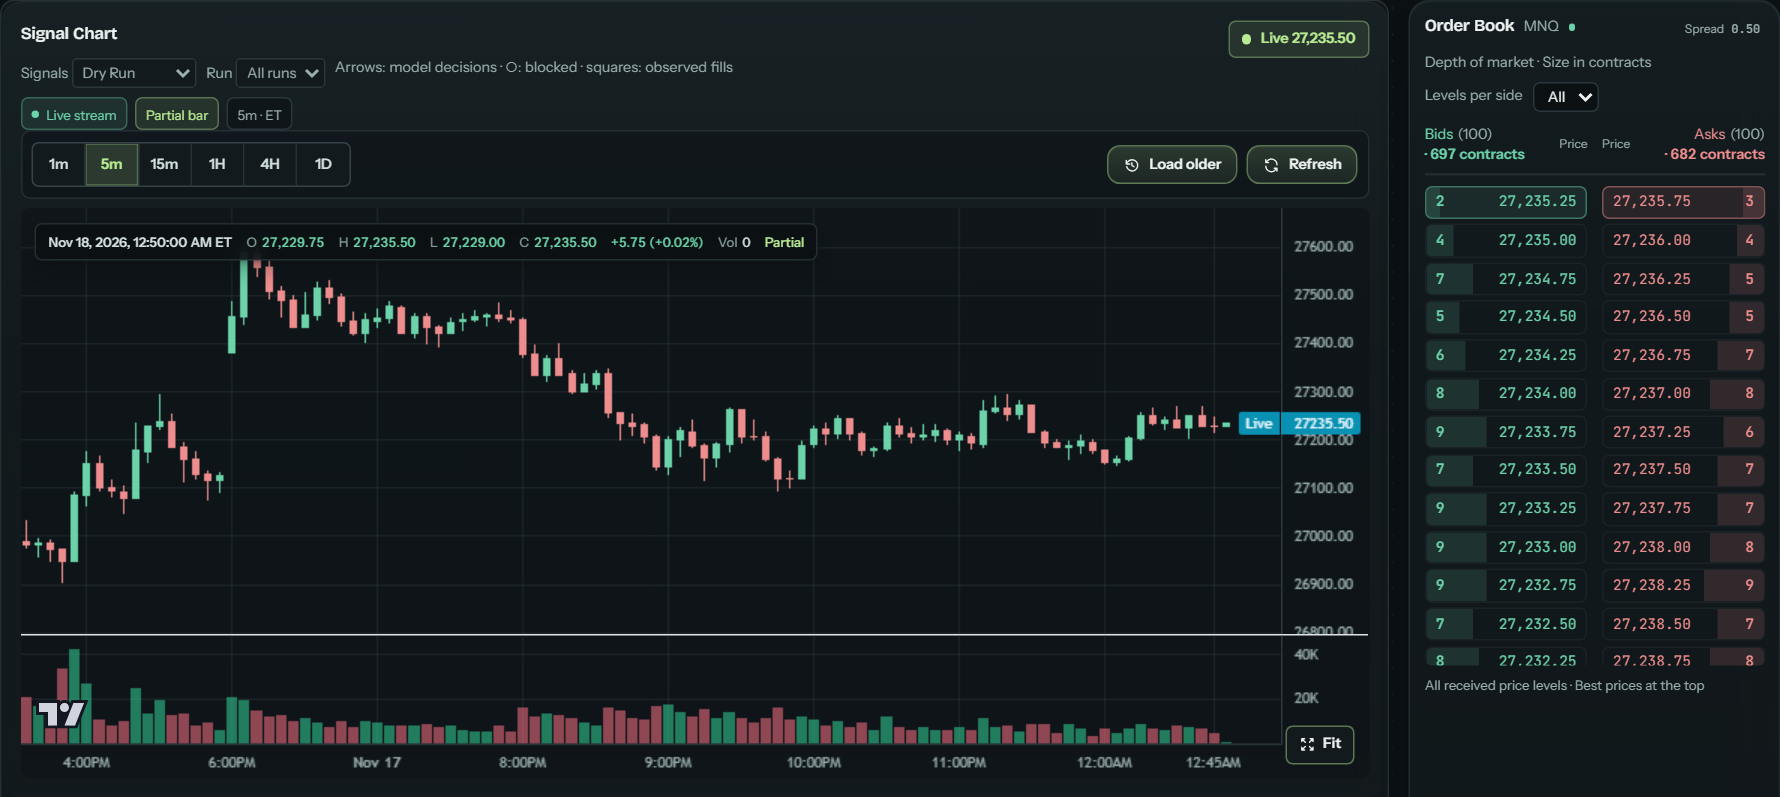 Signal Chart
Live 27,235.50
Signals Dry Run Run All runs Arrows: model decisions · O: blocked · squares: observed fills
Live stream Partial bar 5m · ET
1m 5m 15m 1H 4H 1D Load older Refresh
Nov 18, 2026, 12:50:00 AM ET O 27,229.75 H 27,235.50 L 27,229.00 C 27,235.50 +5.75 (+0.02%) Vol 0 Partial
27600.00
27500.00
27400.00
27300.00
Live 27235.50
27200.00
27100.00
27000.00
26900.00
26800.00
40K
20K
Fit
4:00PM 6:00PM Nov 17 8:00PM 9:00PM 10:00PM 11:00PM 12:00AM 12:45AM
Order Book MNQ Spread 0.50
Depth of market · Size in contracts
Levels per side All
Bids (100) Price Price Asks (100)
· 697 contracts · 682 contracts
2 27,235.25 27,235.75 3
4 27,235.00 27,236.00 4
7 27,234.75 27,236.25 5
5 27,234.50 27,236.50 5
6 27,234.25 27,236.75 7
8 27,234.00 27,237.00 8
9 27,233.75 27,237.25 6
7 27,233.50 27,237.50 7
9 27,233.25 27,237.75 7
9 27,233.00 27,238.00 8
9 27,232.75 27,238.25 9
7 27,232.50 27,238.50 7
8 27,232.25 27,238.75 8
All received price levels · Best prices at the top